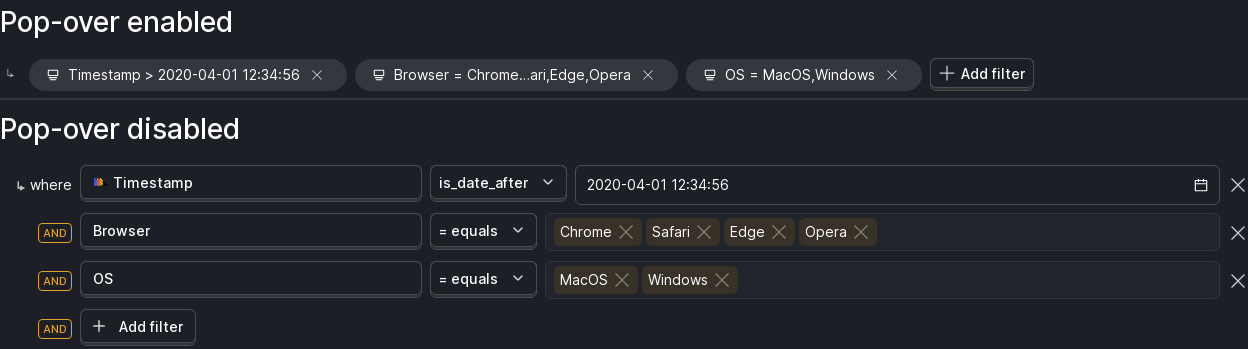 Pop-over enabled
Timestamp > 2020-04-01 12:34:56 Browser = Chrome...ari,Edge,Opera OS = MacOS,Windows Add filter
Pop-over disabled
where Timestamp is_date_after 2020-04-01 12:34:56
AND Browser = equals Chrome Safari Edge Opera
AND OS = equals MacOS Windows
AND + Add filter